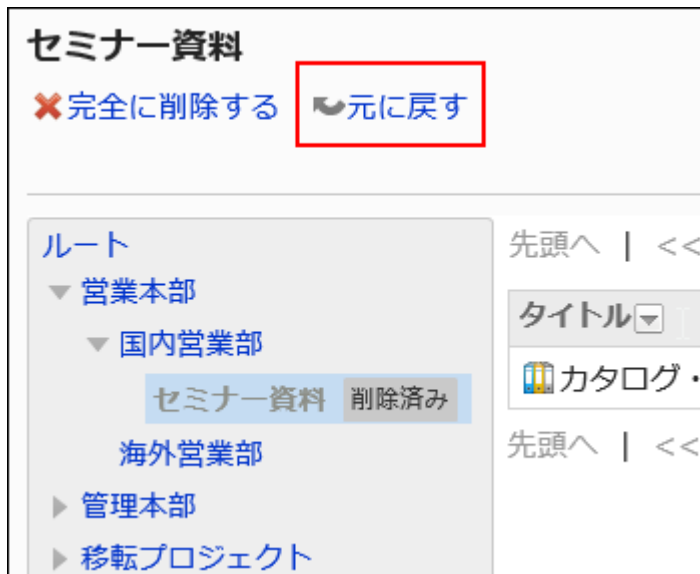 セミナー資料
完全に削除する 元に戻す
ルート
営業本部
国内営業部
セミナー資料 削除済み
海外営業部
管理本部
移転プロジェクト
先頭へ | <<
タイトル
カタログ・
先頭へ | <<